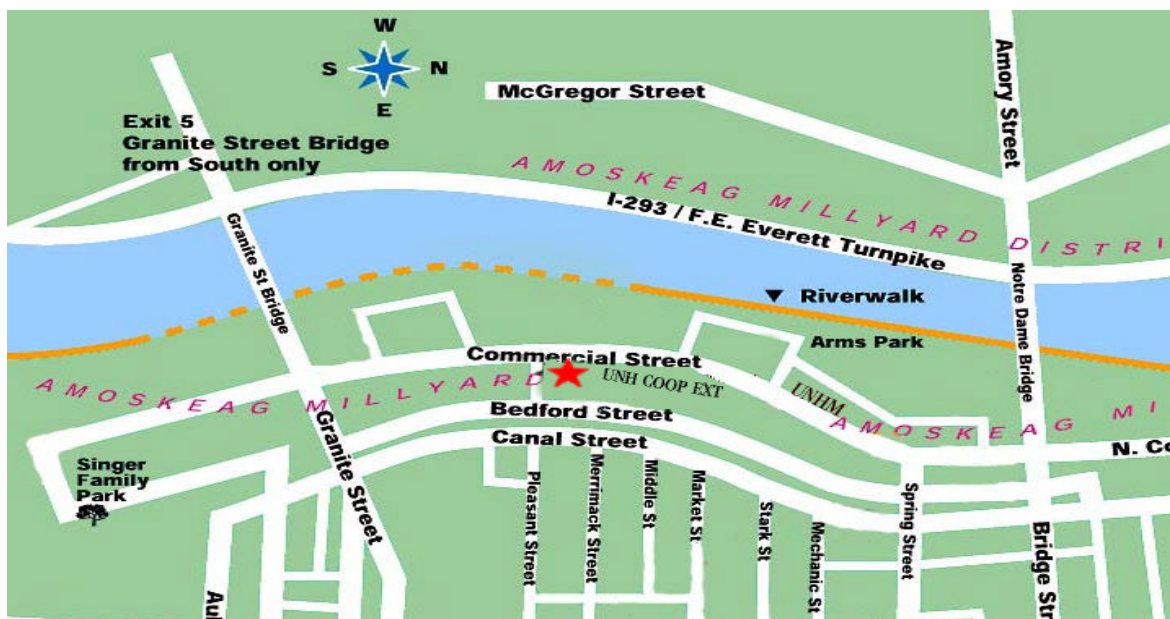 W
S
N
E
McGregor Street
Amory Street
Exit 5
Granite Street Bridge
from South only
AMOSKEAG MILLYARD DISTRI
I-293 / F.E. Everett Turnpike
Granite St Bridge
Notre Dame Bridge
Riverwalk
Arms Park
Commercial Street
AMOSKEAG MILLYARD
UNH COOP EXT
UNHM
AMOSKEAG MI
Bedford Street
Canal Street
N. Co
Singer
Family
Park
Granite Street
Pleasant Street
Merrimack Street
Middle St
Market St
Stark St
Mechanic St
Spring Street
Bridge Str
Aul